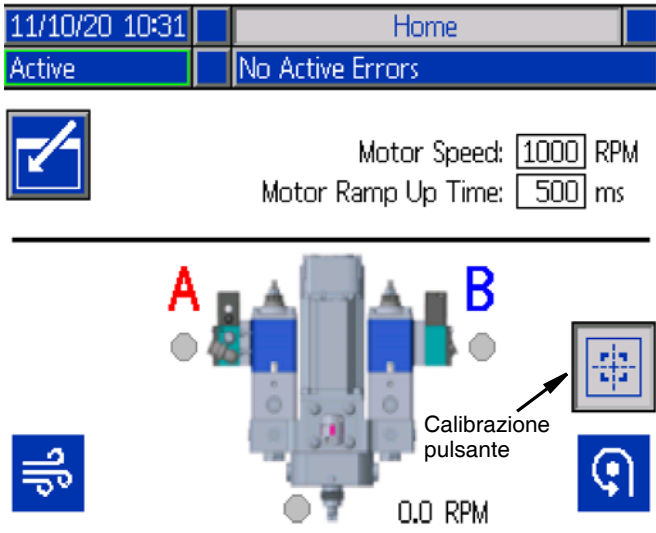 11/10/20 10:31 Home
Active No Active Errors
Motor Speed: 1000 RPM
Motor Ramp Up Time: 500 ms
A B
Calibrazione
pulsante
0.0 RPM